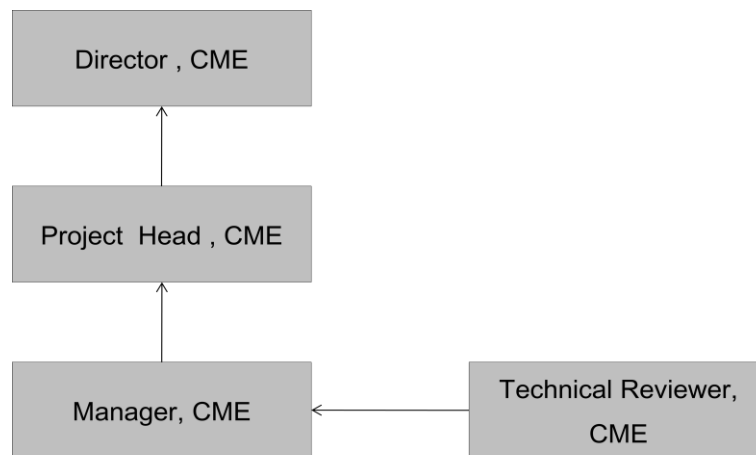 Director , CME
Project Head , CME
Manager, CME
Technical Reviewer,
CME